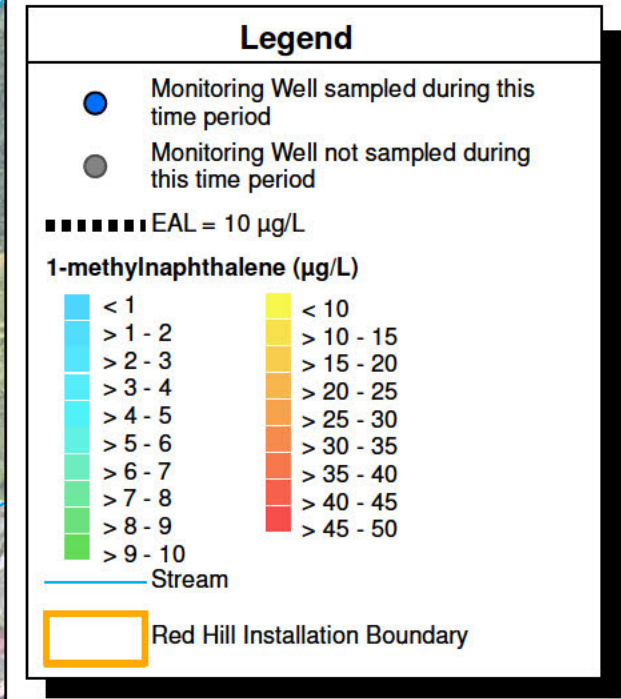 Legend
Monitoring Well sampled during this
time period
Monitoring Well not sampled during
this time period
EAL = 10 µg/L
1-methylnaphthalene (µg/L)
< 1
> 1 - 2
> 2 - 3
> 3 - 4
> 4 - 5
> 5 - 6
> 6 - 7
> 7 - 8
> 8 - 9
> 9 - 10
< 10
> 10 - 15
> 15 - 20
> 20 - 25
> 25 - 30
> 30 - 35
> 35 - 40
> 40 - 45
> 45 - 50
Stream
Red Hill Installation Boundary